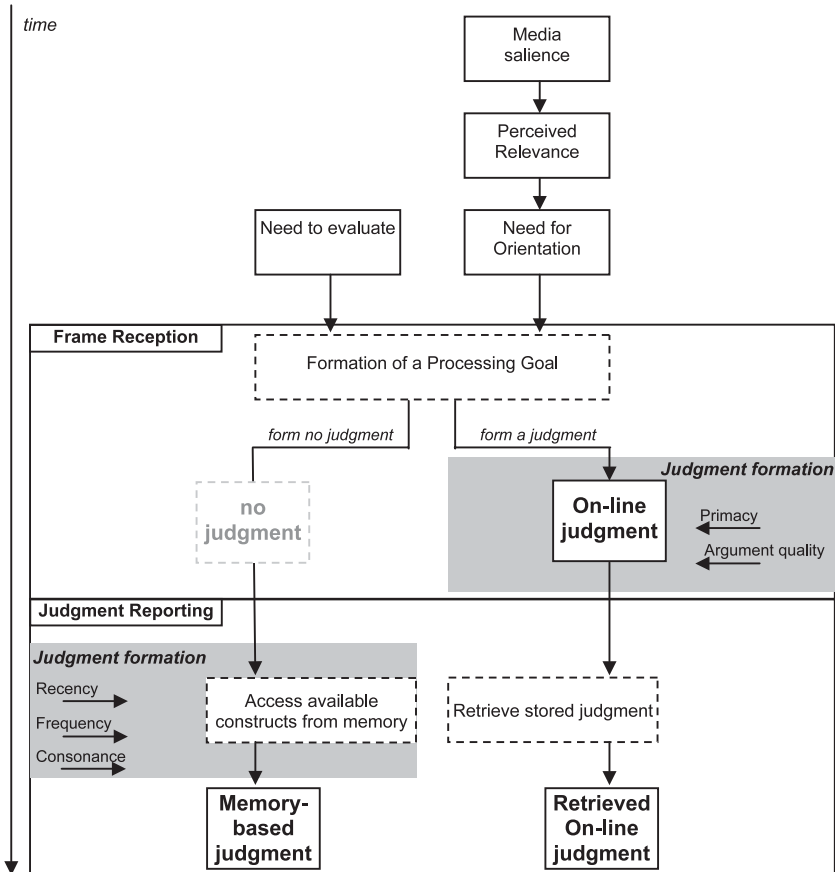 time
Media
salience
Perceived
Relevance
Need to evaluate
Need for
Orientation
Frame Reception
Formation of a Processing Goal
form no judgment
form a judgment
Judgment formation
no
judgment
On-line
judgment
Primacy
Argument quality
Judgment Reporting
Judgment formation
Recency
Frequency
Consonance
Access available
constructs from memory
Retrieve stored judgment
Memory-
based
judgment
Retrieved
On-line
judgment